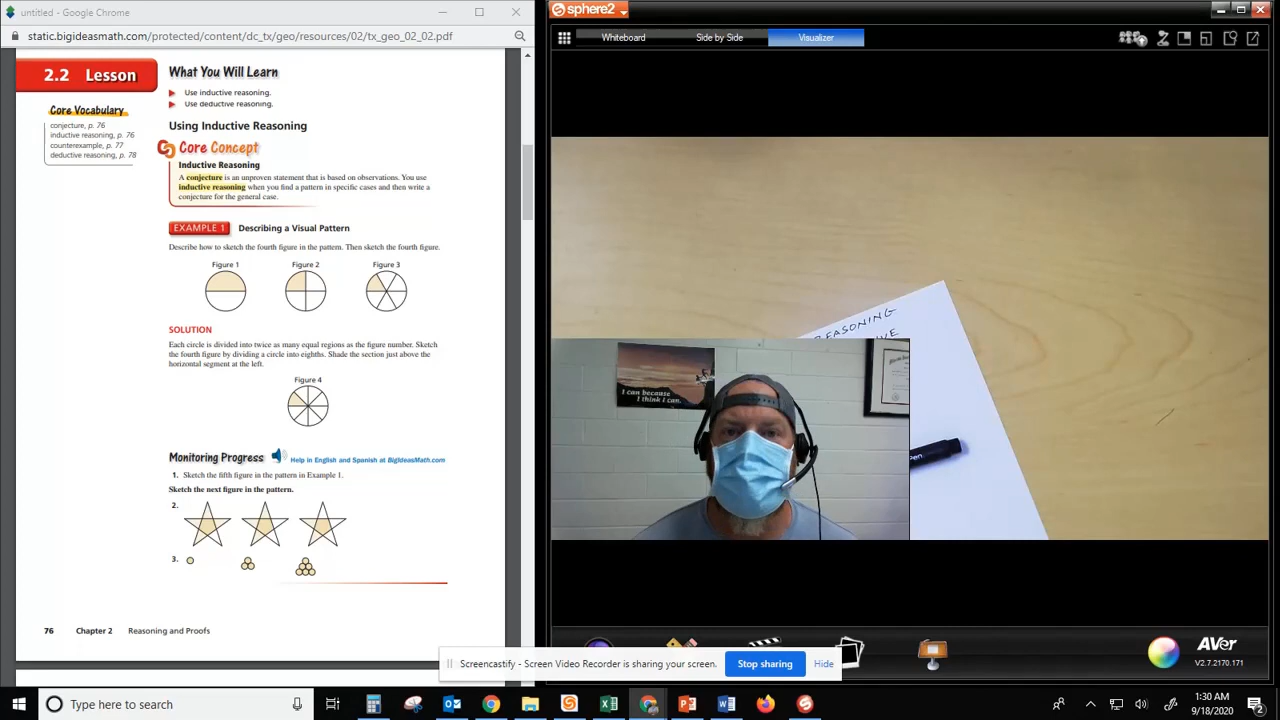 untitled - Google Chrome
static.bigideasmath.com/protected/content/dc_tx/geo/resources/02/tx_geo_02_02.pdf
2.2 Lesson
What You Will Learn
Use inductive reasoning.
Use deductive reasoning.
Core Vocabulary
conjecture, p. 76
inductive reasoning, p. 76
counterexample, p. 77
deductive reasoning, p. 78
Using Inductive Reasoning
Core Concept
Inductive Reasoning
A conjecture is an unproven statement that is based on observations. You use
inductive reasoning when you find a pattern in specific cases and then write a
conjecture for the general case.
EXAMPLE 1 Describing a Visual Pattern
Describe how to sketch the fourth figure in the pattern. Then sketch the fourth figure.
Figure 1 Figure 2 Figure 3
SOLUTION
Each circle is divided into twice as many equal regions as the figure number. Sketch
the fourth figure by dividing a circle into eighths. Shade the section just above the
horizontal segment at the left.
Figure 4
Monitoring Progress Help in English and Spanish at BigIdeasMath.com
1. Sketch the fifth figure in the pattern in Example 1.
Sketch the next figure in the pattern.
2.
3.
76 Chapter 2 Reasoning and Proofs
sphere2
Whiteboard Side by Side Visualizer
REASONING
I can because
I think I can.
Pen
AVer
V2.7.2170.171
Screencastify - Screen Video Recorder is sharing your screen. Stop sharing Hide
Type here to search
1:30 AM
9/18/2020
2